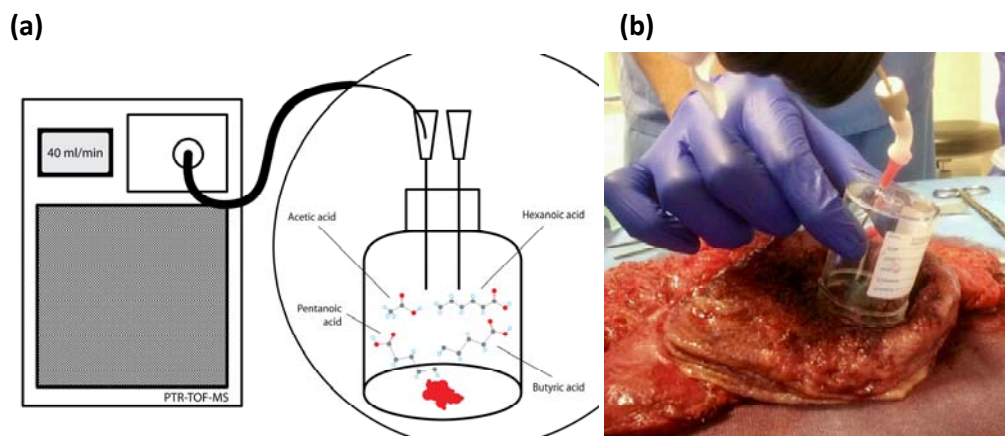 (a)
(b)
40 ml/min
Acetic acid
Hexanoic acid
Pentanoic
acid
Butyric acid
PTR-TOF-MS